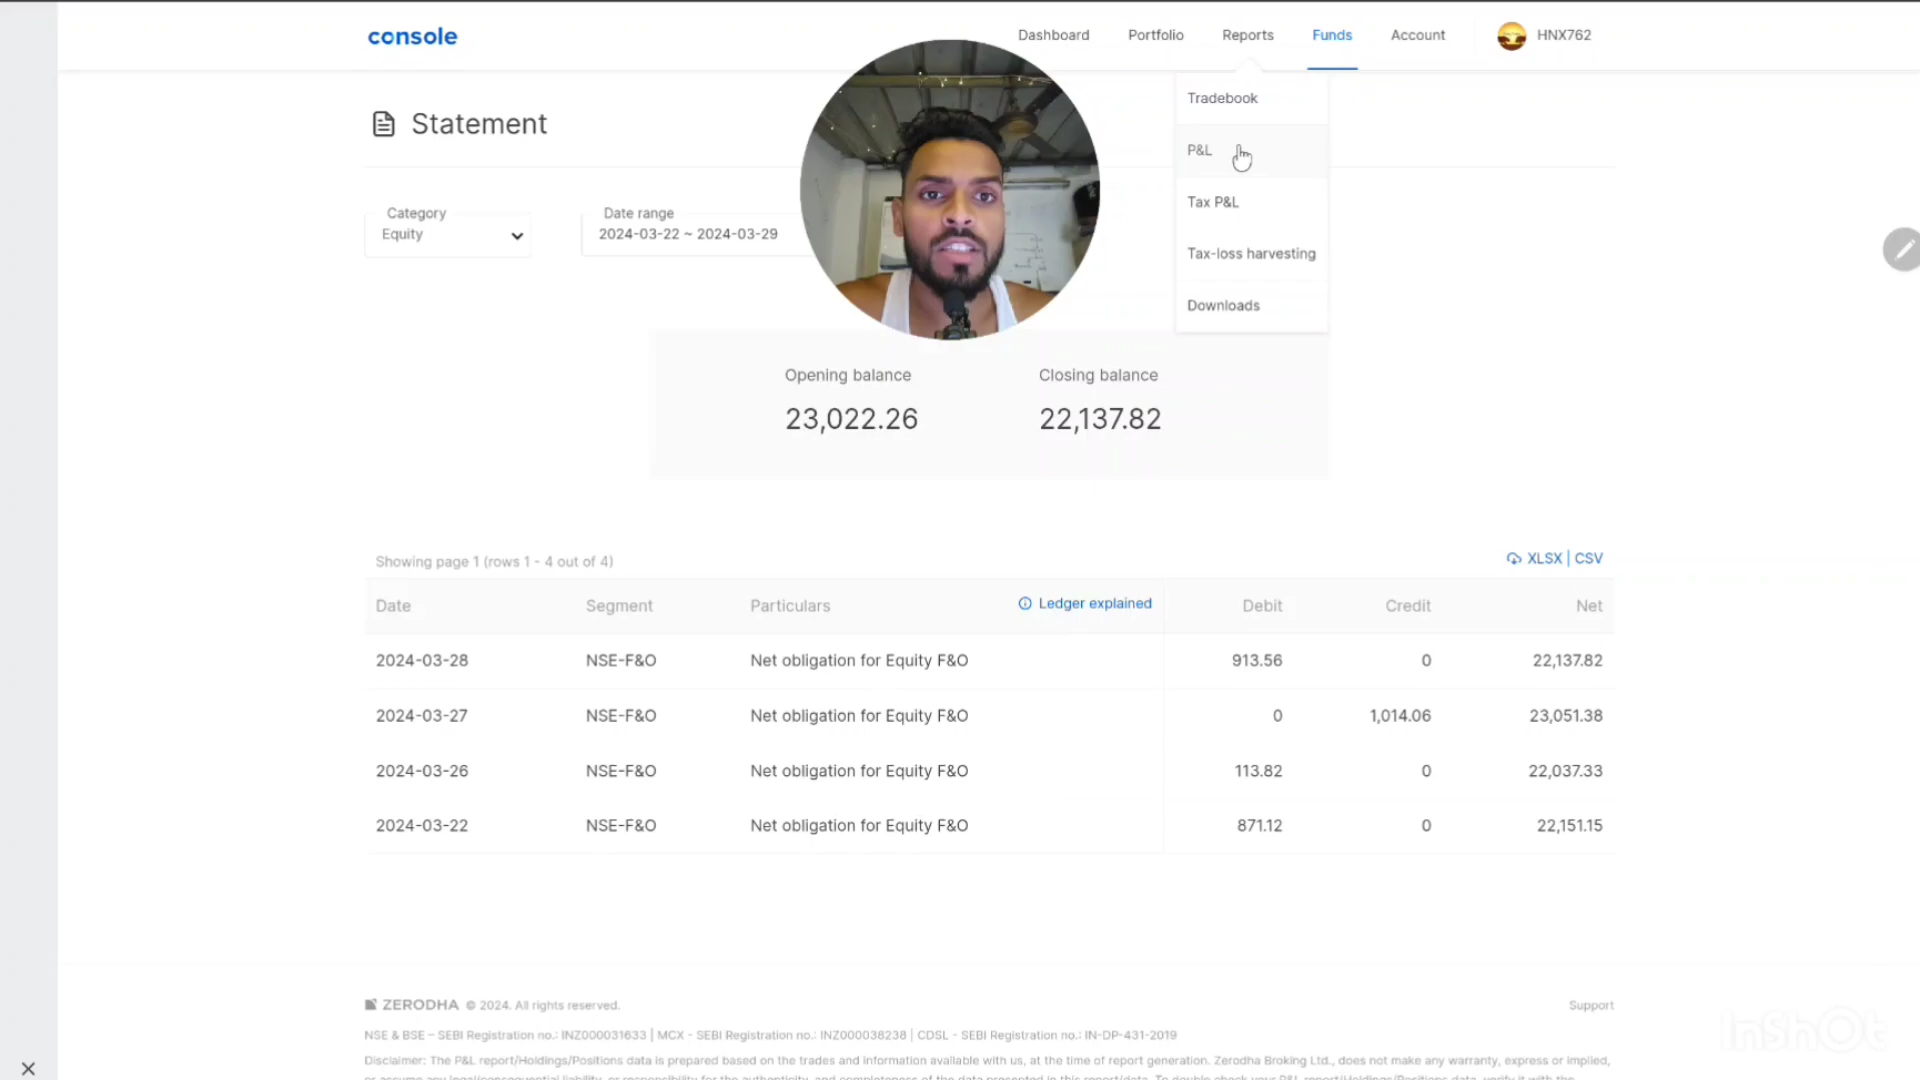 console
Dashboard Portfolio Reports Funds Account HNX762
Tradebook
P&L
Tax P&L
Tax-loss harvesting
Downloads
Statement
Category
Equity
Date range
2024-03-22 ~ 2024-03-29
Opening balance Closing balance
23,022.26 22,137.82
Showing page 1 (rows 1 - 4 out of 4) XLSX | CSV
Date Segment Particulars Ledger explained Debit Credit Net
2024-03-28 NSE-F&O Net obligation for Equity F&O 913.56 0 22,137.82
2024-03-27 NSE-F&O Net obligation for Equity F&O 0 1,014.06 23,051.38
2024-03-26 NSE-F&O Net obligation for Equity F&O 113.82 0 22,037.33
2024-03-22 NSE-F&O Net obligation for Equity F&O 871.12 0 22,151.15
ZERODHA © 2024. All rights reserved. Support
NSE & BSE – SEBI Registration no.: INZ000031633 | MCX - SEBI Registration no.: INZ000038238 | CDSL - SEBI Registration no.: IN-DP-431-2019
Disclaimer: The P&L report/Holdings/Positions data is prepared based on the trades and information available with us, at the time of report generation. Zerodha Broking Ltd., does not make any warranty, express or implied,
InShOt